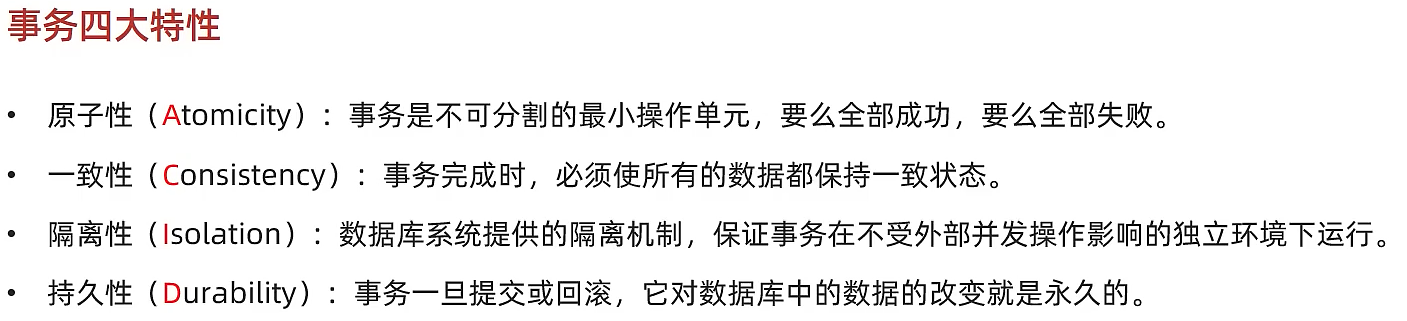 事务四大特性
• 原子性（Atomicity）：事务是不可分割的最小操作单元，要么全部成功，要么全部失败。
• 一致性（Consistency）：事务完成时，必须使所有的数据都保持一致状态。
• 隔离性（Isolation）：数据库系统提供的隔离机制，保证事务在不受外部并发操作影响的独立环境下运行。
• 持久性（Durability）：事务一旦提交或回滚，它对数据库中的数据的改变就是永久的。